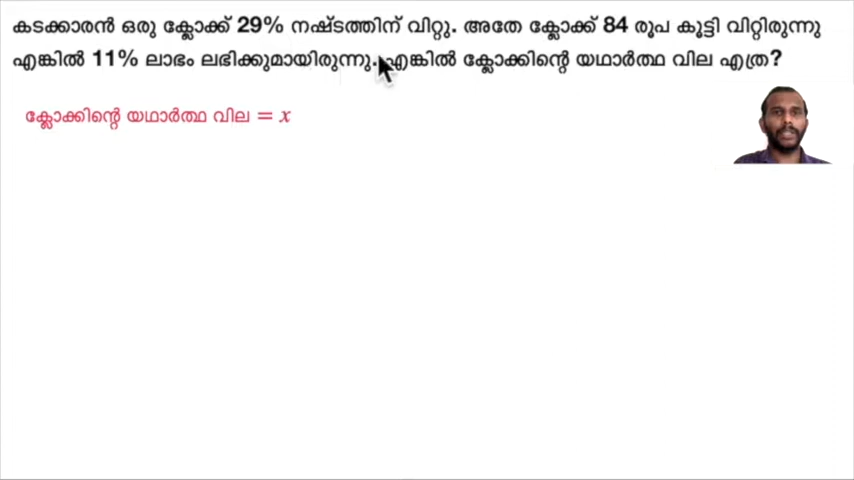 കടക്കാരൻ ഒരു ക്ലോക്ക് 29% നഷ്ടത്തിന് വിറ്റു. അതേ ക്ലോക്ക് 84 രൂപ കൂട്ടി വിറ്റിരുന്നു
എങ്കിൽ 11% ലാഭം ലഭിക്കുമായിരുന്നു. എങ്കിൽ ക്ലോക്കിന്റെ യഥാർത്ഥ വില എത്ര?
ക്ലോക്കിന്റെ യഥാർത്ഥ വില = x